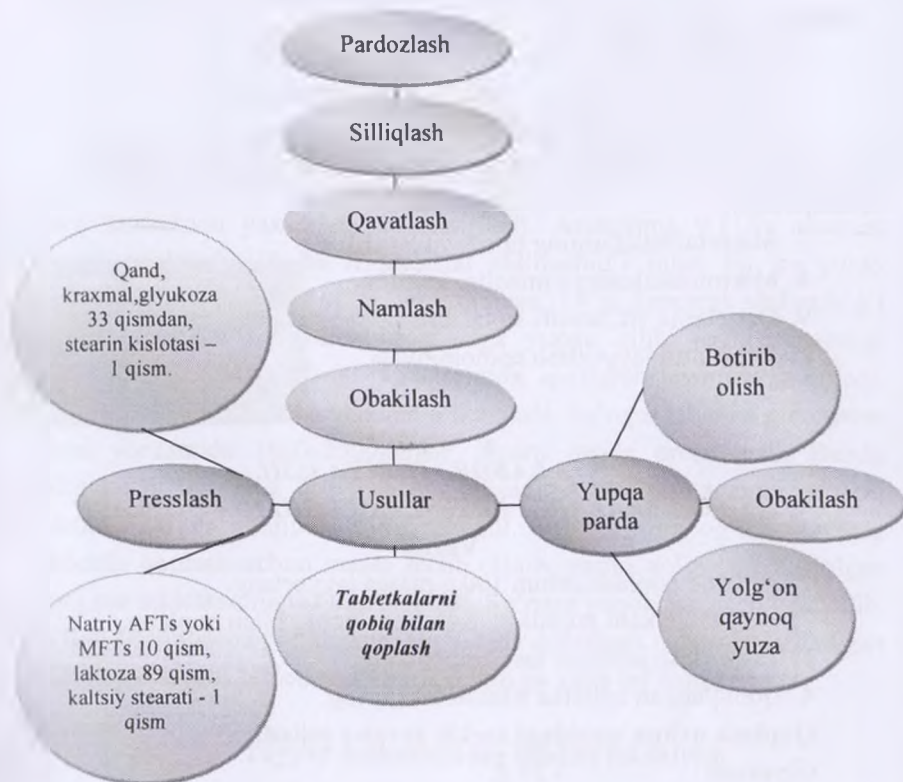 Pardozlash
Silliqlash
Qavatlash
Namlash
Obakilash
Qand,
kraxmal,glyukoza
33 qismdan,
stearin kislotasi –
1 qism.
Presslash
Usullar
Yupqa
parda
Botirib
olish
Obakilash
Yolg‘on
qaynoq
yuza
Natriy AFTs yoki
MFTs 10 qism,
laktoza 89 qism,
kaltsiy stearati - 1
qism
Tabletkalarni
qobiq bilan
qoplash